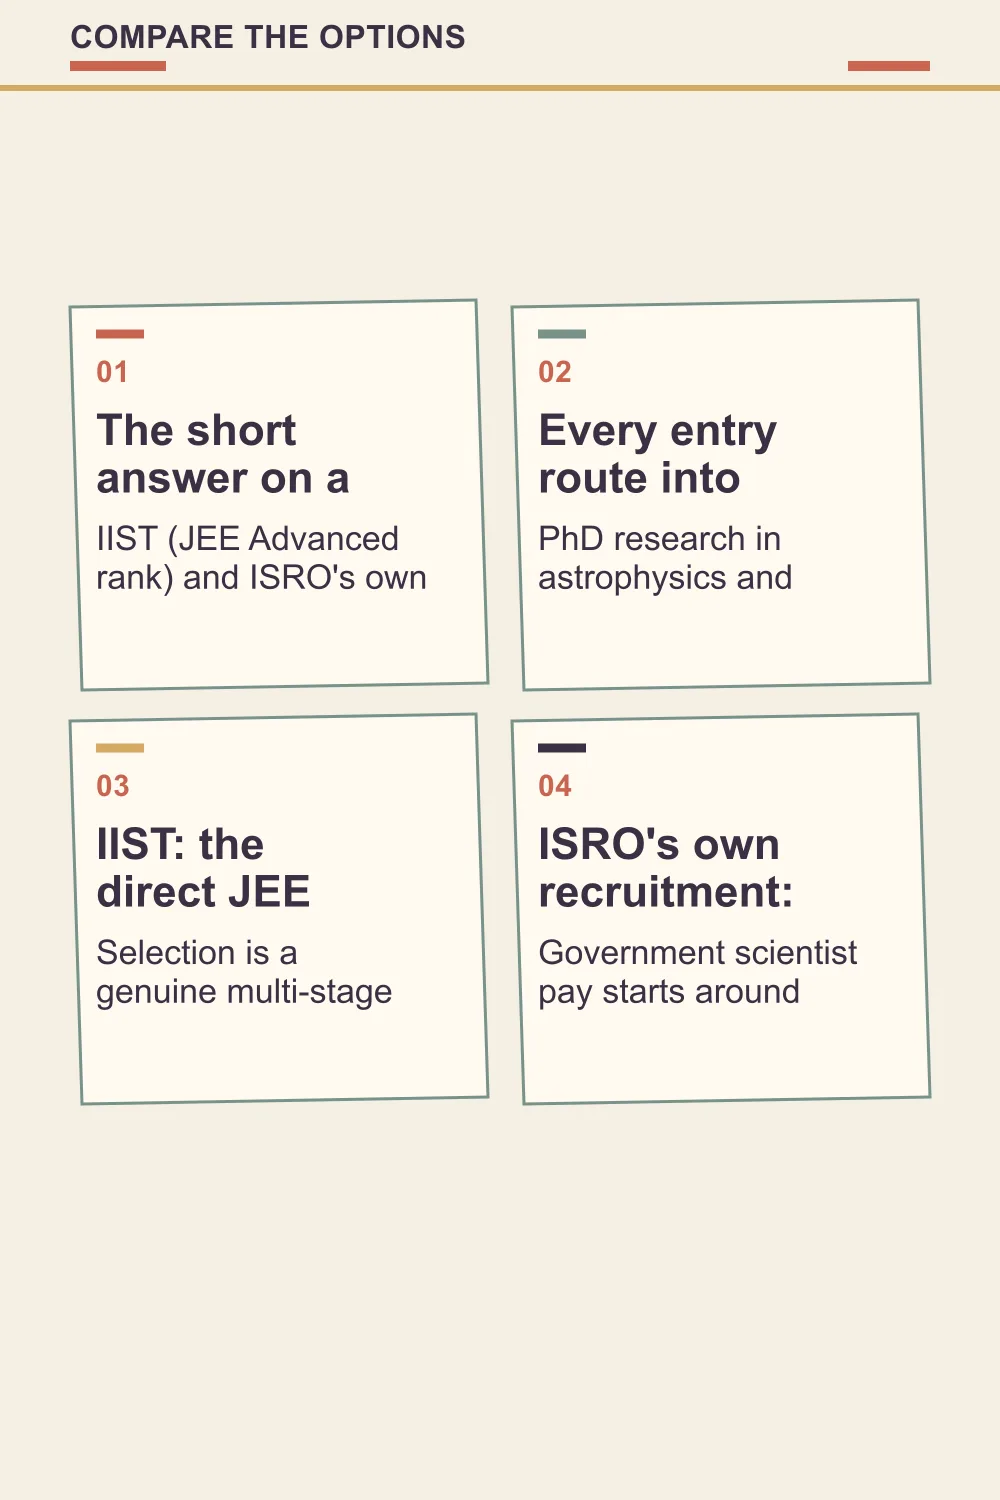 COMPARE THE OPTIONS
01
The short
answer on a
IIST (JEE Advanced
rank) and ISRO's own
02
Every entry
route into
PhD research in
astrophysics and
03
IIST: the
direct JEE
Selection is a
genuine multi-stage
04
ISRO's own
recruitment:
Government scientist
pay starts around